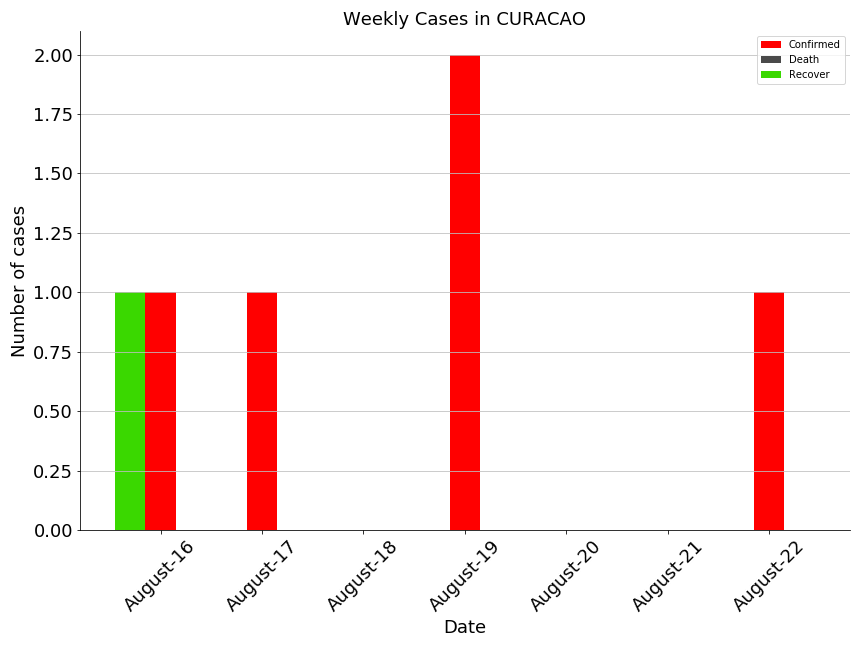 Weekly Cases in CURACAO
Confirmed
Death
Recover
Number of cases
2.00
1.75
1.50
1.25
1.00
0.75
0.50
0.25
0.00
August-16
August-17
August-18
August-19
August-20
August-21
August-22
Date